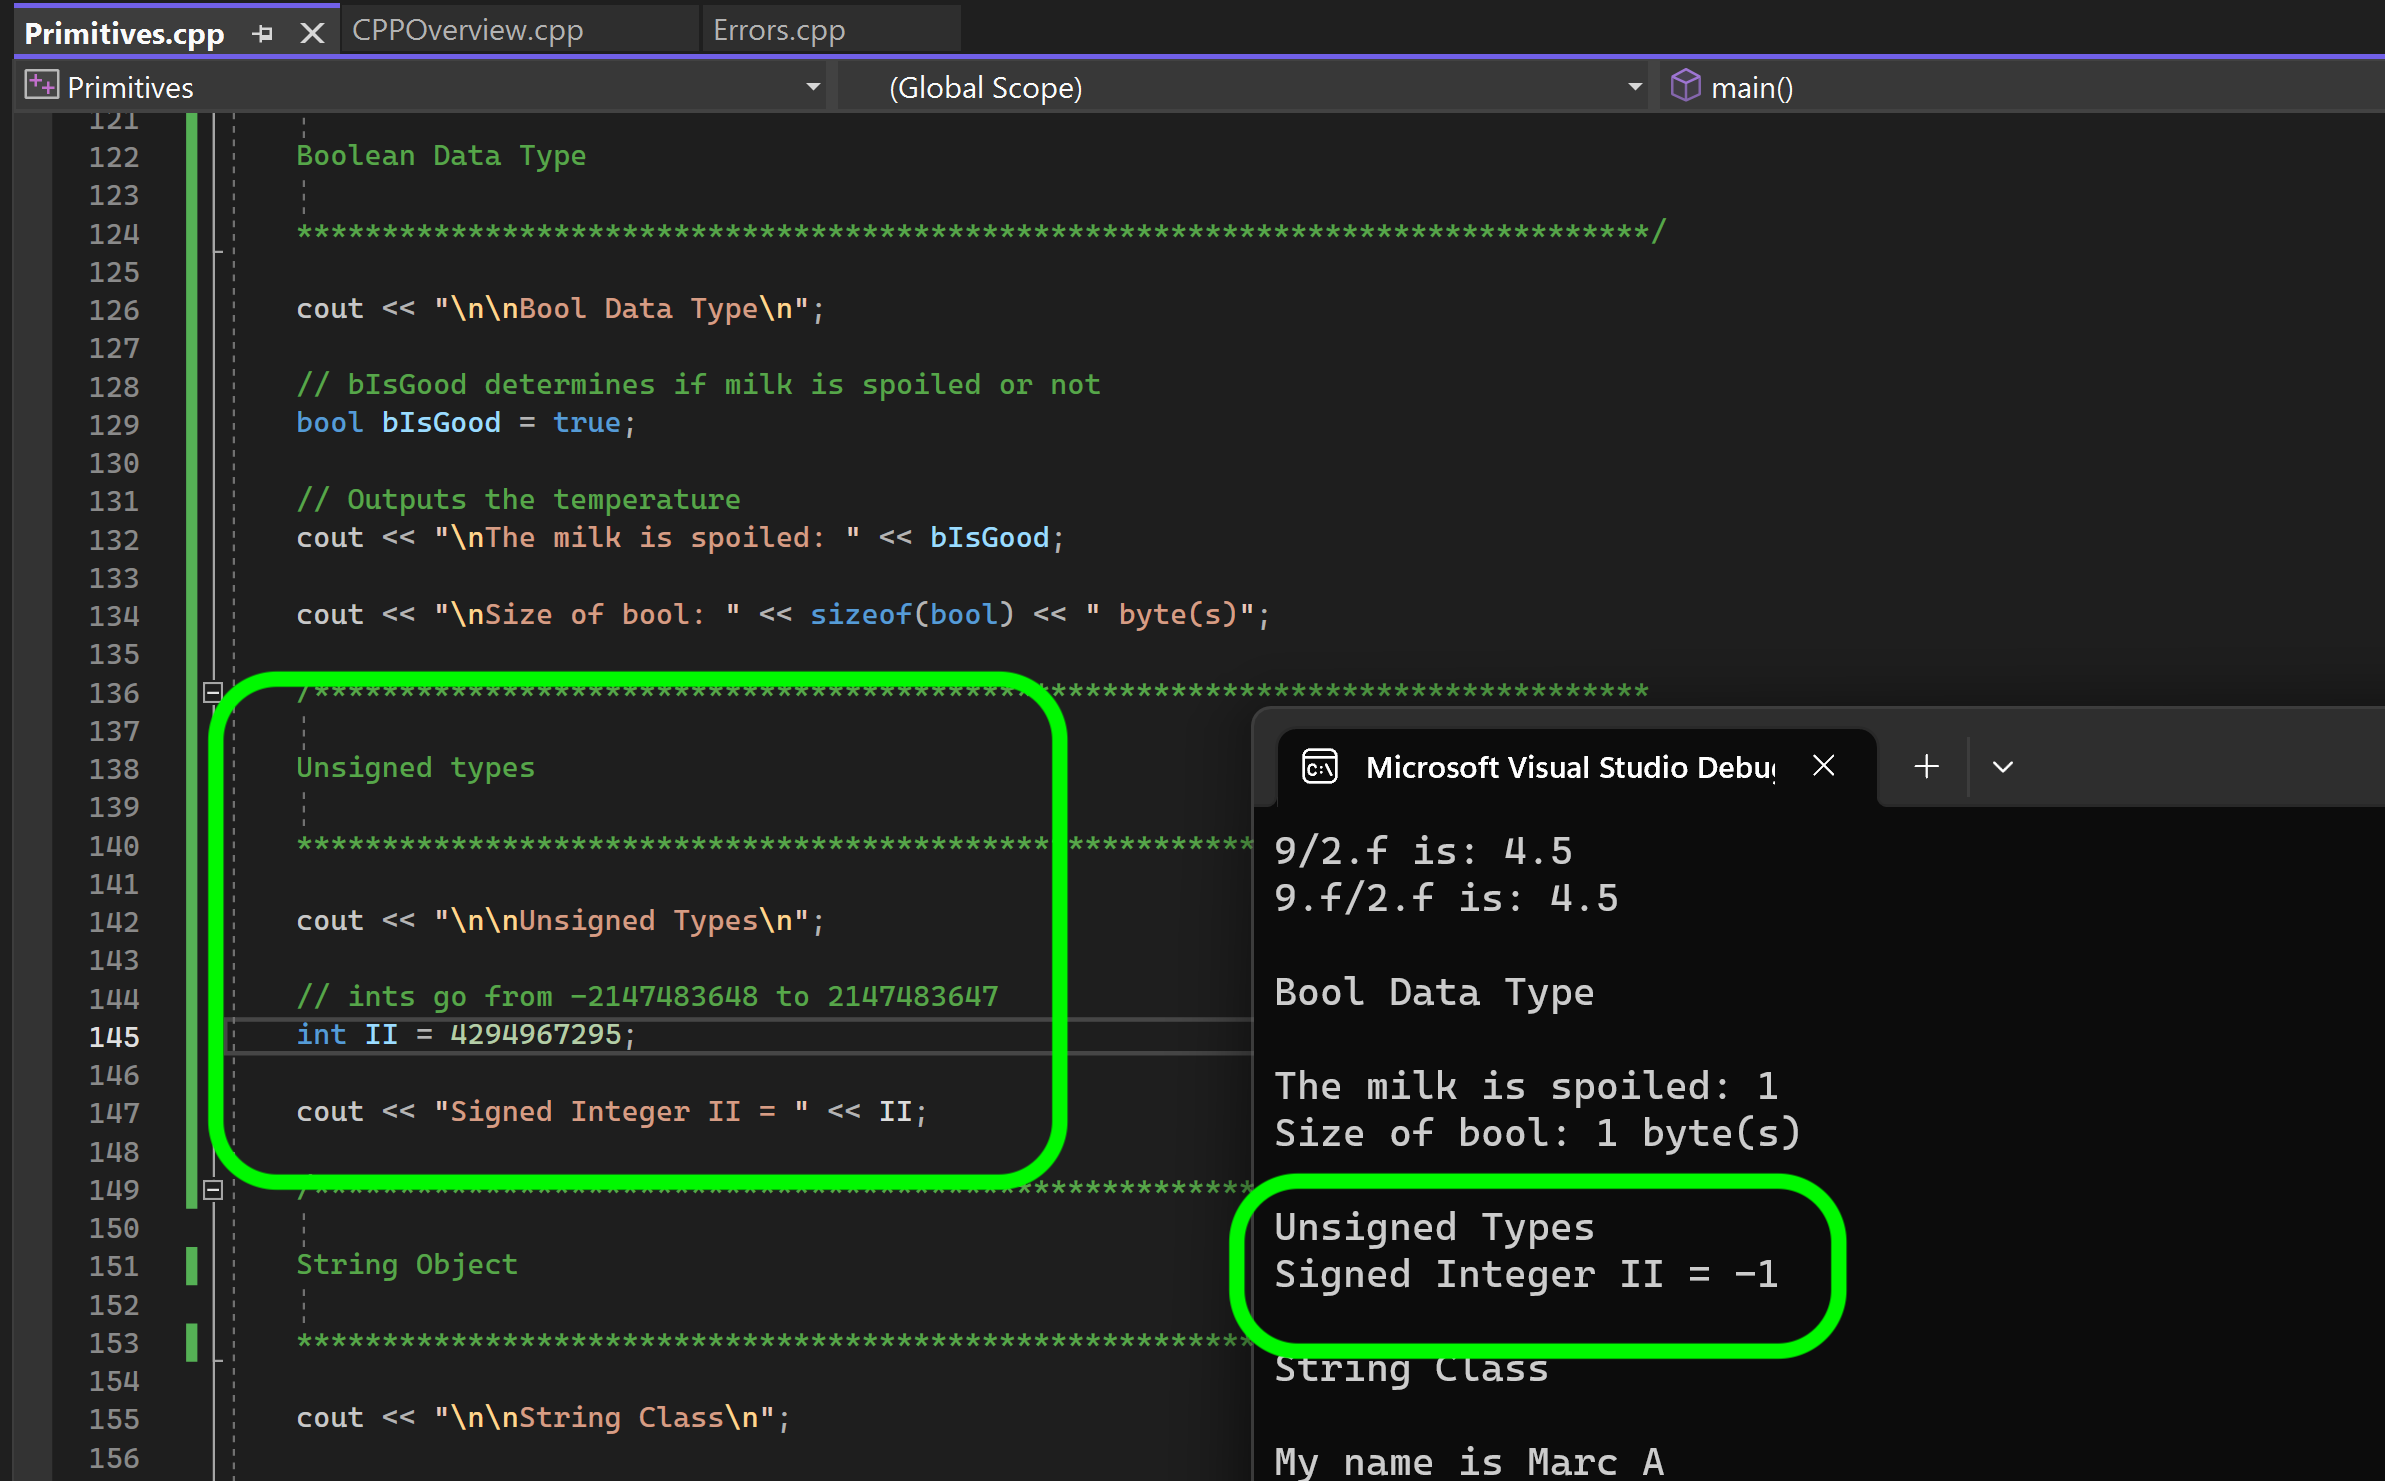 Primitives.cpp
CPPOverview.cpp
Errors.cpp
Primitives
(Global Scope)
main()
121
122 Boolean Data Type
123
124 *******************************************************************************/
125
126 cout << "\n\nBool Data Type\n";
127
128 // bIsGood determines if milk is spoiled or not
129 bool bIsGood = true;
130
131 // Outputs the temperature
132 cout << "\nThe milk is spoiled: " << bIsGood;
133
134 cout << "\nSize of bool: " << sizeof(bool) << " byte(s)";
135
136 /******************************************************************************
137
138 Unsigned types
139
140 ********************************************************
141
142 cout << "\n\nUnsigned Types\n";
143
144 // ints go from -2147483648 to 2147483647
145 int II = 4294967295;
146
147 cout << "Signed Integer II = " << II;
148
149 /*******************************************************
150
151 String Object
152
153 ********************************************************
154
155 cout << "\n\nString Class\n";
156
Microsoft Visual Studio Debug
9/2.f is: 4.5
9.f/2.f is: 4.5
Bool Data Type
The milk is spoiled: 1
Size of bool: 1 byte(s)
Unsigned Types
Signed Integer II = -1
String Class
My name is Marc A